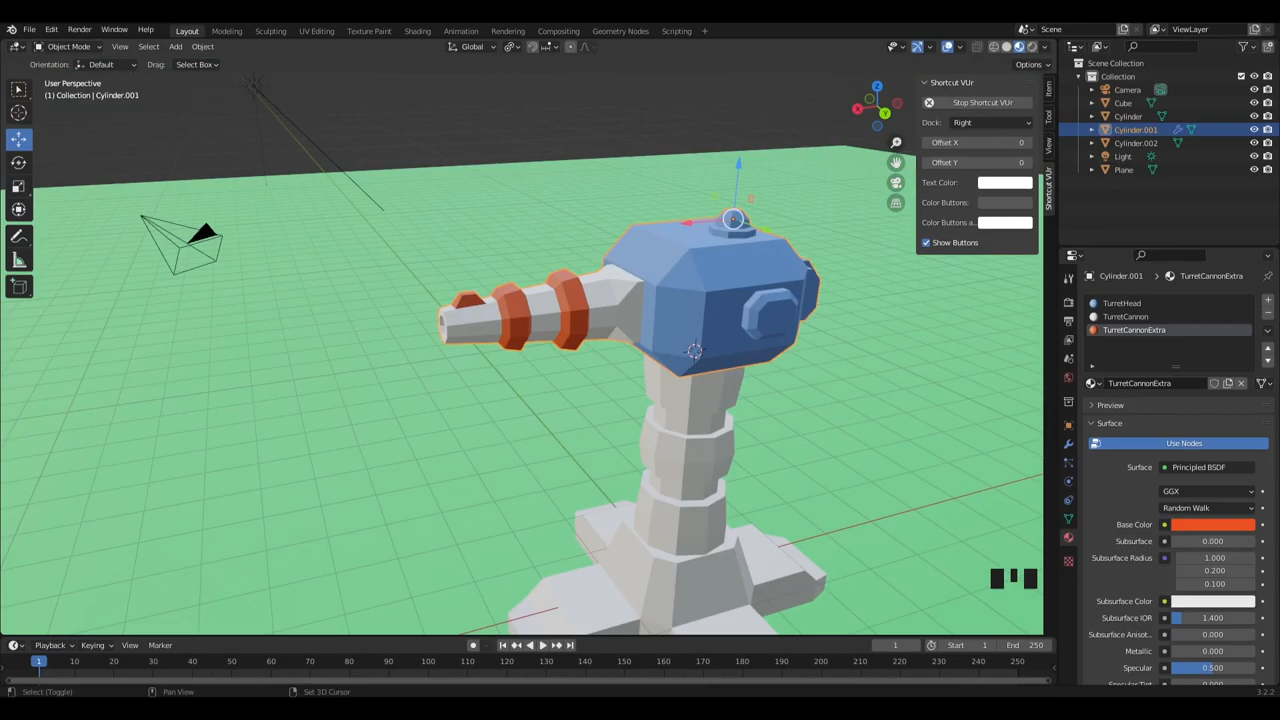 File Edit Render Window Help Layout Modeling Sculpting UV Editing Texture Paint Shading Animation Rendering Compositing Geometry Nodes Scripting Scene ViewLayer
Object Mode View Select Add Object Global
Orientation: Default Drag: Select Box Options
User Perspective
(1) Collection | Cylinder.001
Shortcut VUr
Stop Shortcut VUr
Dock: Right
Offset X 0
Offset Y 0
Text Color:
Color Buttons:
Color Buttons a...
Show Buttons
Item
Tool
View
Shortcut VUr
X
Y
Z
Scene Collection
Collection
Camera
Cube
Cylinder
Cylinder.001
Cylinder.002
Light
Plane
Cylinder.001 TurretCannonExtra
TurretHead
TurretCannon
TurretCannonExtra
TurretCannonExtra
Preview
Surface
Use Nodes
Surface Principled BSDF
GGX
Random Walk
Base Color
Subsurface 0.000
Subsurface Radius 1.000
0.200
0.100
Subsurface Color
Subsurface IOR 1.400
Subsurface Anisot... 0.000
Metallic 0.000
Specular 0.500
Playback Keying View Marker 1 Start 1 End 250
1 10 20 30 40 50 60 70 80 90 100 110 120 130 140 150 160 170 180 190 200 210 220 230 240 250
Select (Toggle) Pan View Set 3D Cursor 3.2.2